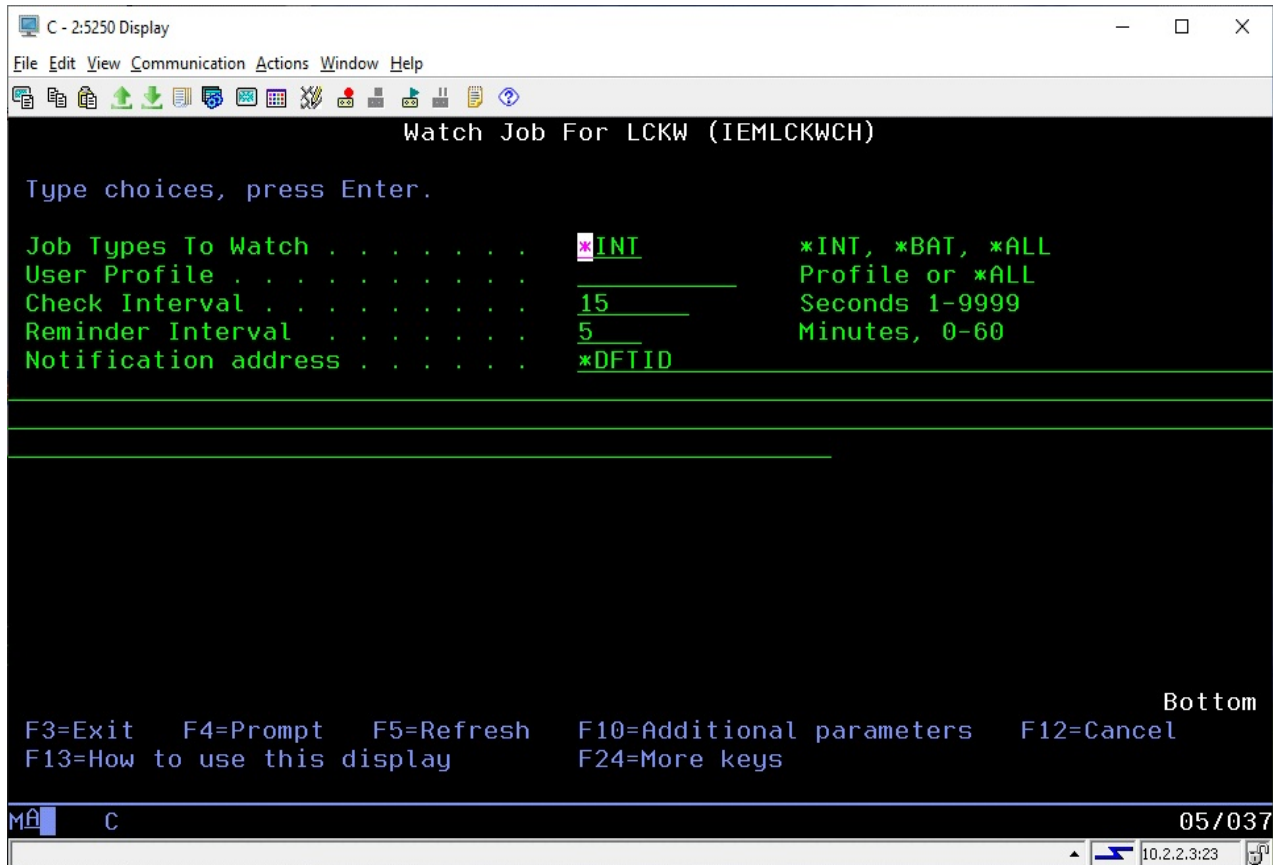 C - 2:5250 Display
File Edit View Communication Actions Window Help
Watch Job For LCKW (IEMLCKWCH)
Type choices, press Enter.
Job Types To Watch . . . . . . . *INT *INT, *BAT, *ALL
User Profile . . . . . . . . . . Profile or *ALL
Check Interval . . . . . . . . . 15 Seconds 1-9999
Reminder Interval . . . . . . . 5 Minutes, 0-60
Notification address . . . . . . *DFTID
Bottom
F3=Exit F4=Prompt F5=Refresh F10=Additional parameters F12=Cancel
F13=How to use this display F24=More keys
MA C 05/037
10.2.2.3:23